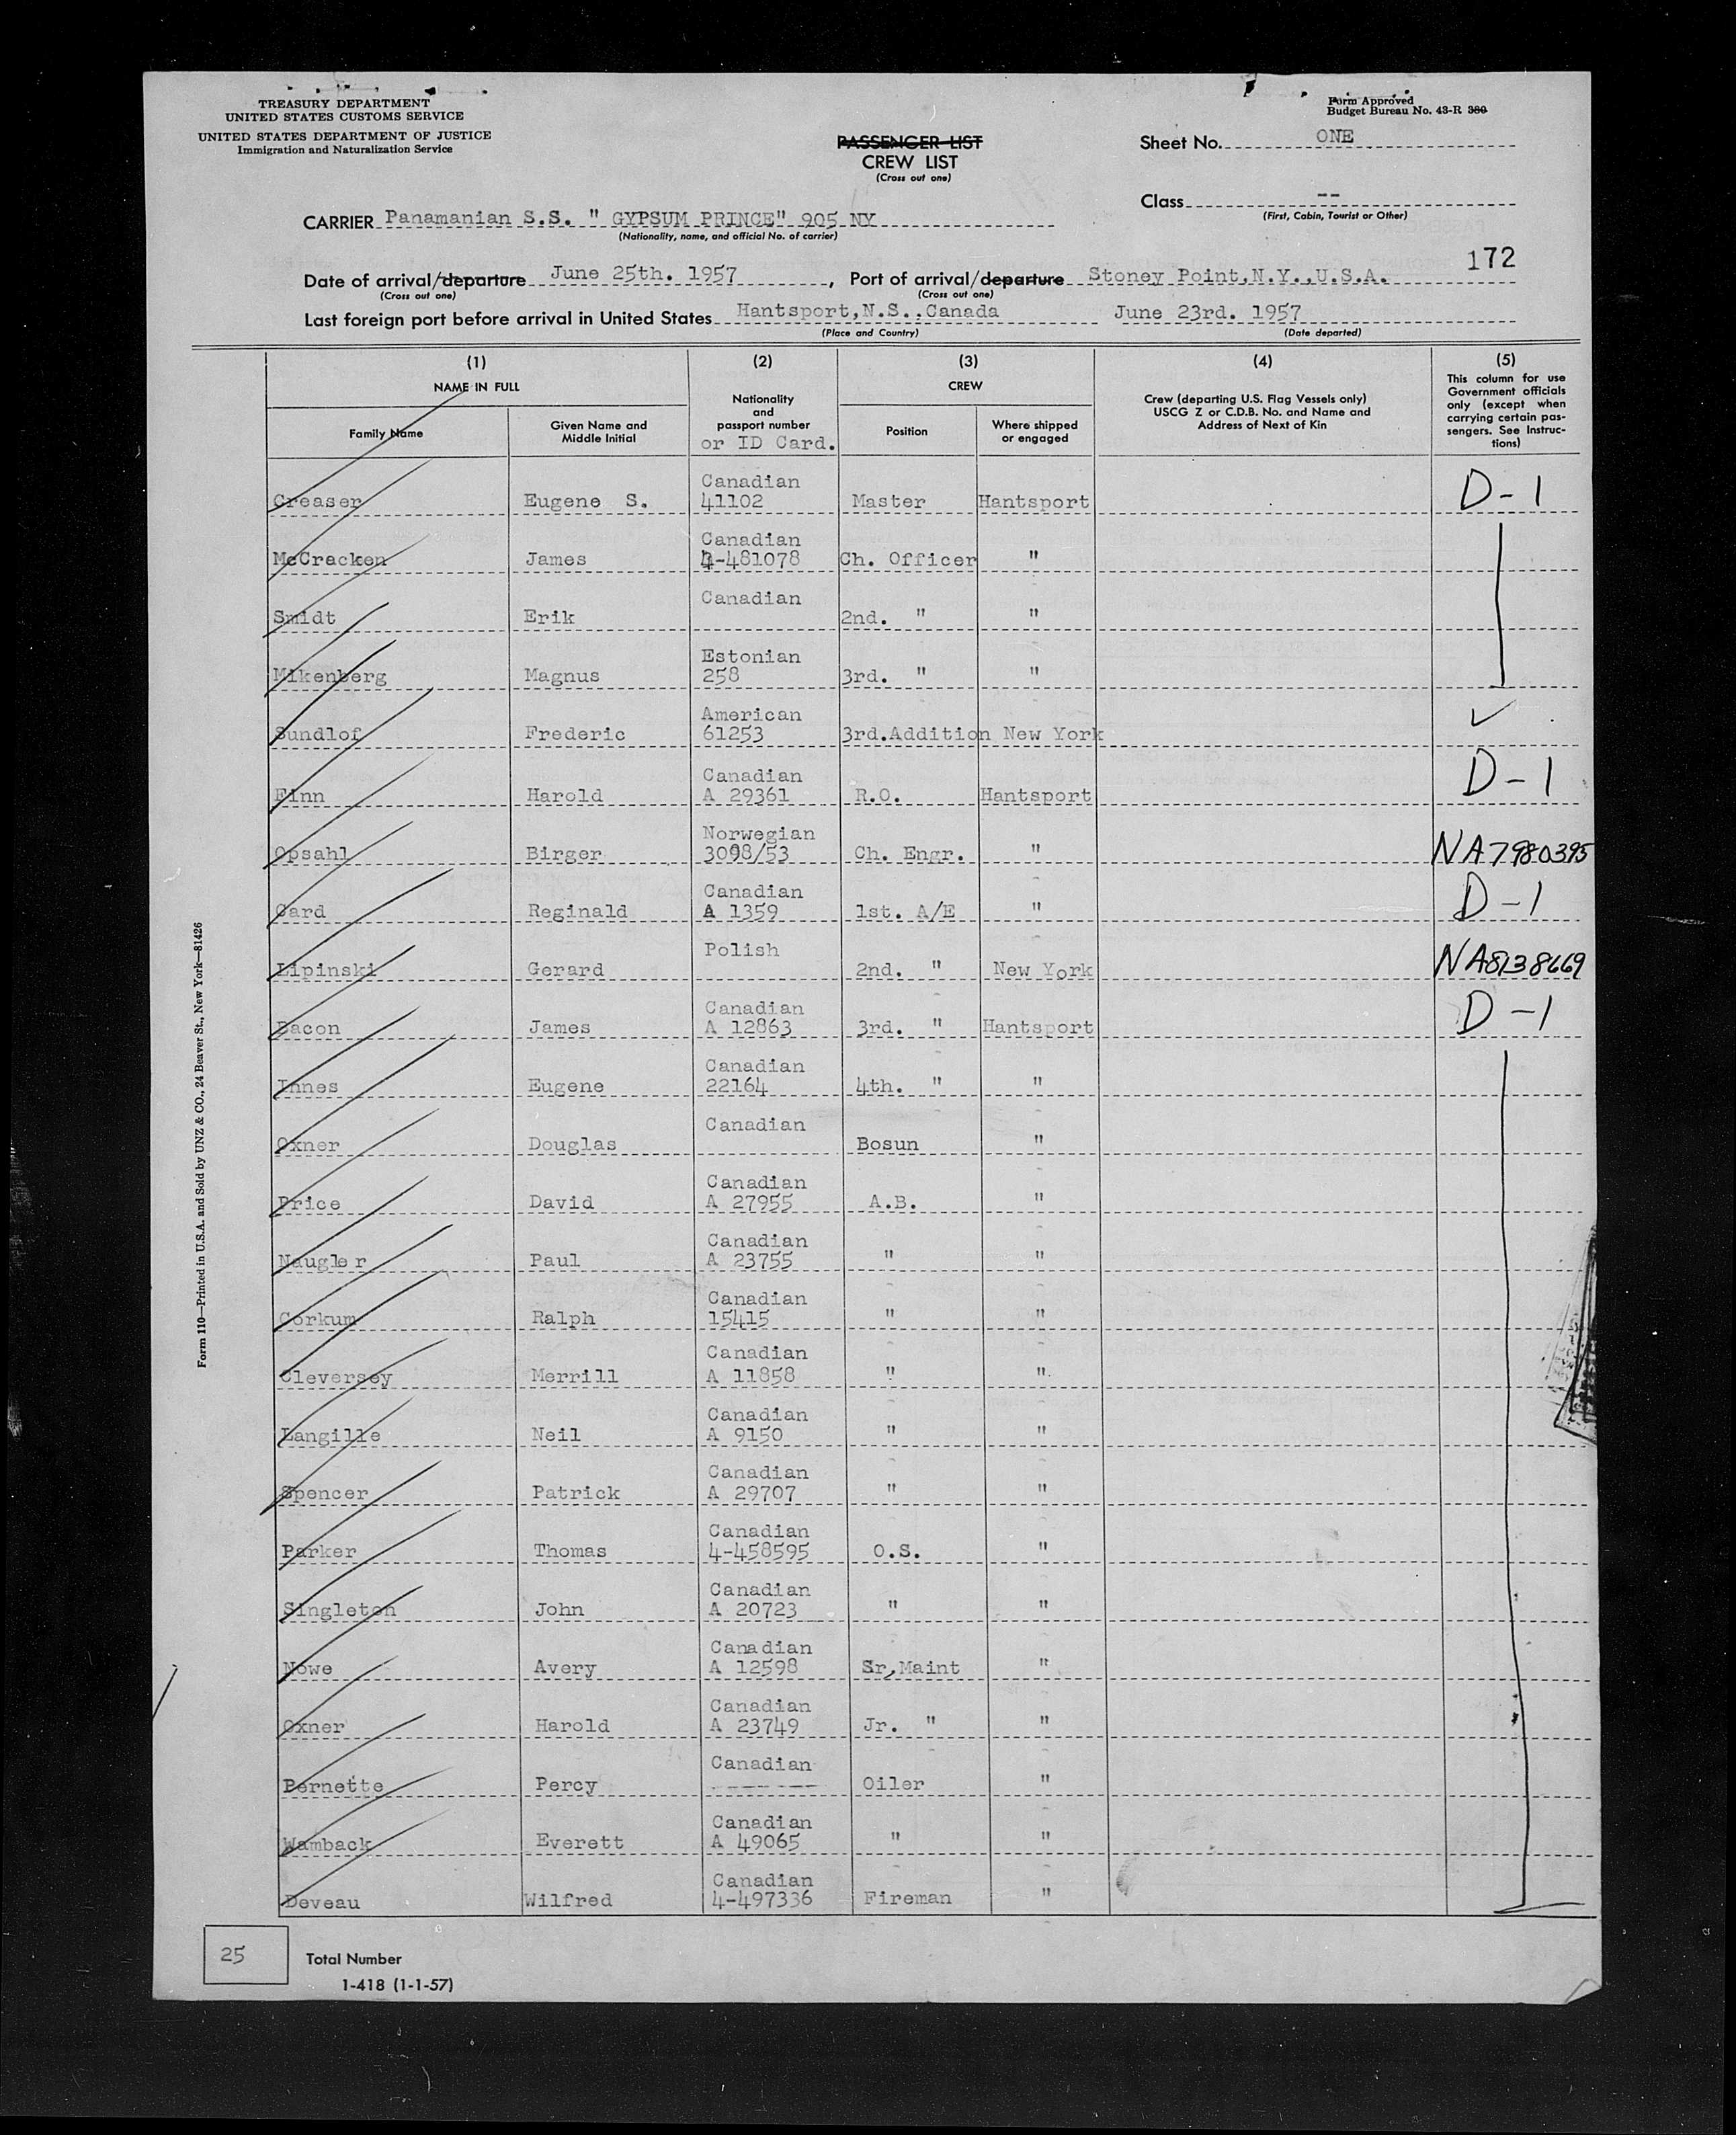 TREASURY DEPARTMENT
UNITED STATES CUSTOMS SERVICE
UNITED STATES DEPARTMENT OF JUSTICE
Immigration and Naturalization Service
PASSENGER LIST
CREW LIST
(Cross out one)
Form Approved
Budget Bureau No. 43-R 380
Sheet No. ONE
Class --
(First, Cabin, Tourist or Other)
CARRIER Panamanian S.S. " GYPSUM PRINCE" 905 NY
(Nationality, name, and official No. of carrier)
172
Date of arrival/departure June 25th. 1957, Port of arrival/departure Stoney Point,N.Y.,U.S.A.
(Cross out one) (Cross out one)
Last foreign port before arrival in United States Hantsport,N.S.,Canada June 23rd. 1957
(Place and Country) (Date departed)
(1) (2) (3) (4) (5)
NAME IN FULL
Family Name
Given Name and Middle Initial
Nationality and passport number
or ID Card.
CREW
Position
Where shipped or engaged
Crew (departing U.S. Flag Vessels only)
USCG Z or C.D.B. No. and Name and
Address of Next of Kin
This column for use
Government officials
only (except when
carrying certain pas-
sengers. See Instruc-
tions)
Canadian
Creaser Eugene S. 41102 Master Hantsport D-1
Canadian
McCracken James 4-481078 Ch. Officer "
Canadian
Smidt Erik 2nd. " "
Estonian
Mikenberg Magnus 258 3rd. " "
American
Sundlof Frederic 61253 3rd.Addition New York ✓
Canadian
Finn Harold A 29361 R.O. Hantsport D-1
Norwegian
Opsahl Birger 3098/53 Ch. Engr. " NA7980395
Canadian
Card Reginald A 1359 1st. A/E " D-1
Polish
Lipinski Gerard 2nd. " New York NA8138669
Canadian
Bacon James A 12863 3rd. " Hantsport D-1
Canadian
Innes Eugene 22164 4th. " "
Canadian
Oxner Douglas Bosun "
Canadian
Price David A 27955 A.B. "
Canadian
Naugler Paul A 23755 " "
Canadian
Corkum Ralph 15415 " "
Canadian
Cleversey Merrill A 11858 " "
Canadian
Langille Neil A 9150 " "
Canadian
Spencer Patrick A 29707 " "
Canadian
Parker Thomas 4-458595 O.S. "
Canadian
Singleton John A 20723 " "
Canadian
Nowe Avery A 12598 Sr,Maint "
Canadian
Oxner Harold A 23749 Jr. " "
Canadian
Pernette Percy ------- Oiler "
Canadian
Wamback Everett A 49065 " "
Canadian
Deveau Wilfred 4-497336 Fireman "
25 Total Number
1-418 (1-1-57)
Form 110—Printed in U.S.A. and Sold by UNZ & CO., 24 Beaver St., New York—81426